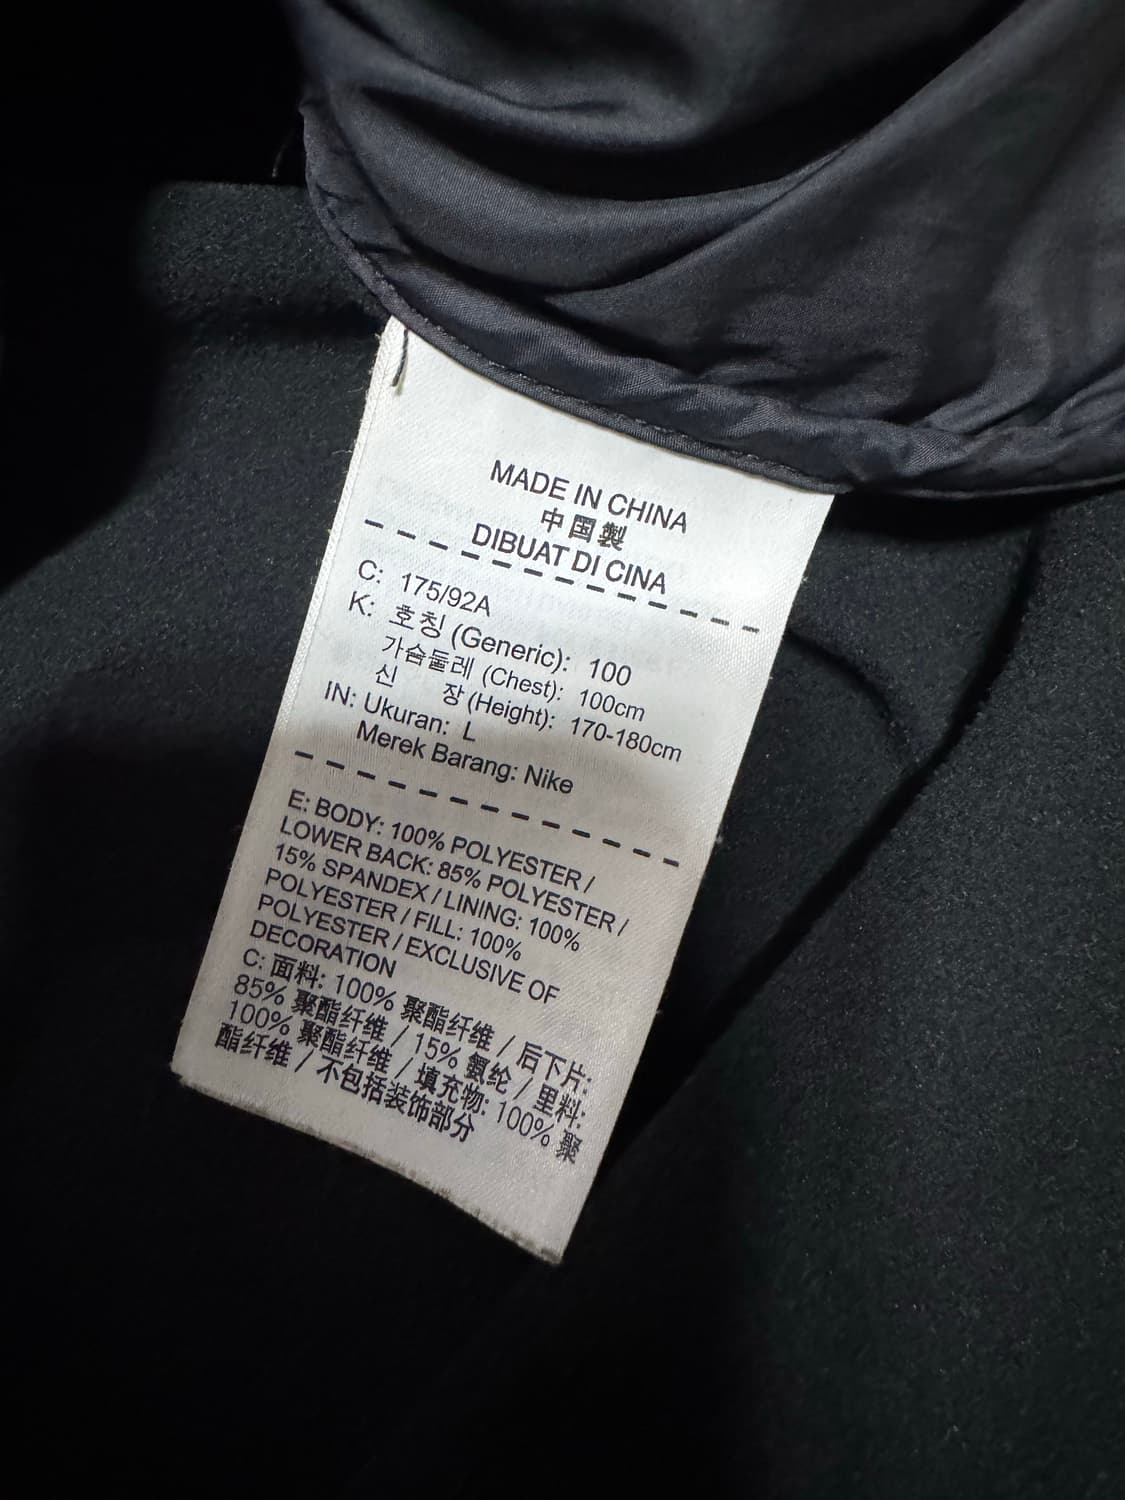 MADE IN CHINA
中国製
DIBUAT DI CINA
C: 175/92A
K: 호칭 (Generic): 100
가슴둘레 (Chest): 100cm
신 장 (Height): 170-180cm
IN: Ukuran: L
Merek Barang: Nike
E: BODY: 100% POLYESTER /
LOWER BACK: 85% POLYESTER /
15% SPANDEX / LINING: 100%
POLYESTER / FILL: 100%
POLYESTER / EXCLUSIVE OF
DECORATION
C: 面料: 100% 聚酯纤维 / 后下片:
85% 聚酯纤维 / 15% 氨纶 / 里料:
100% 聚酯纤维 / 填充物: 100% 聚
酯纤维 / 不包括装饰部分